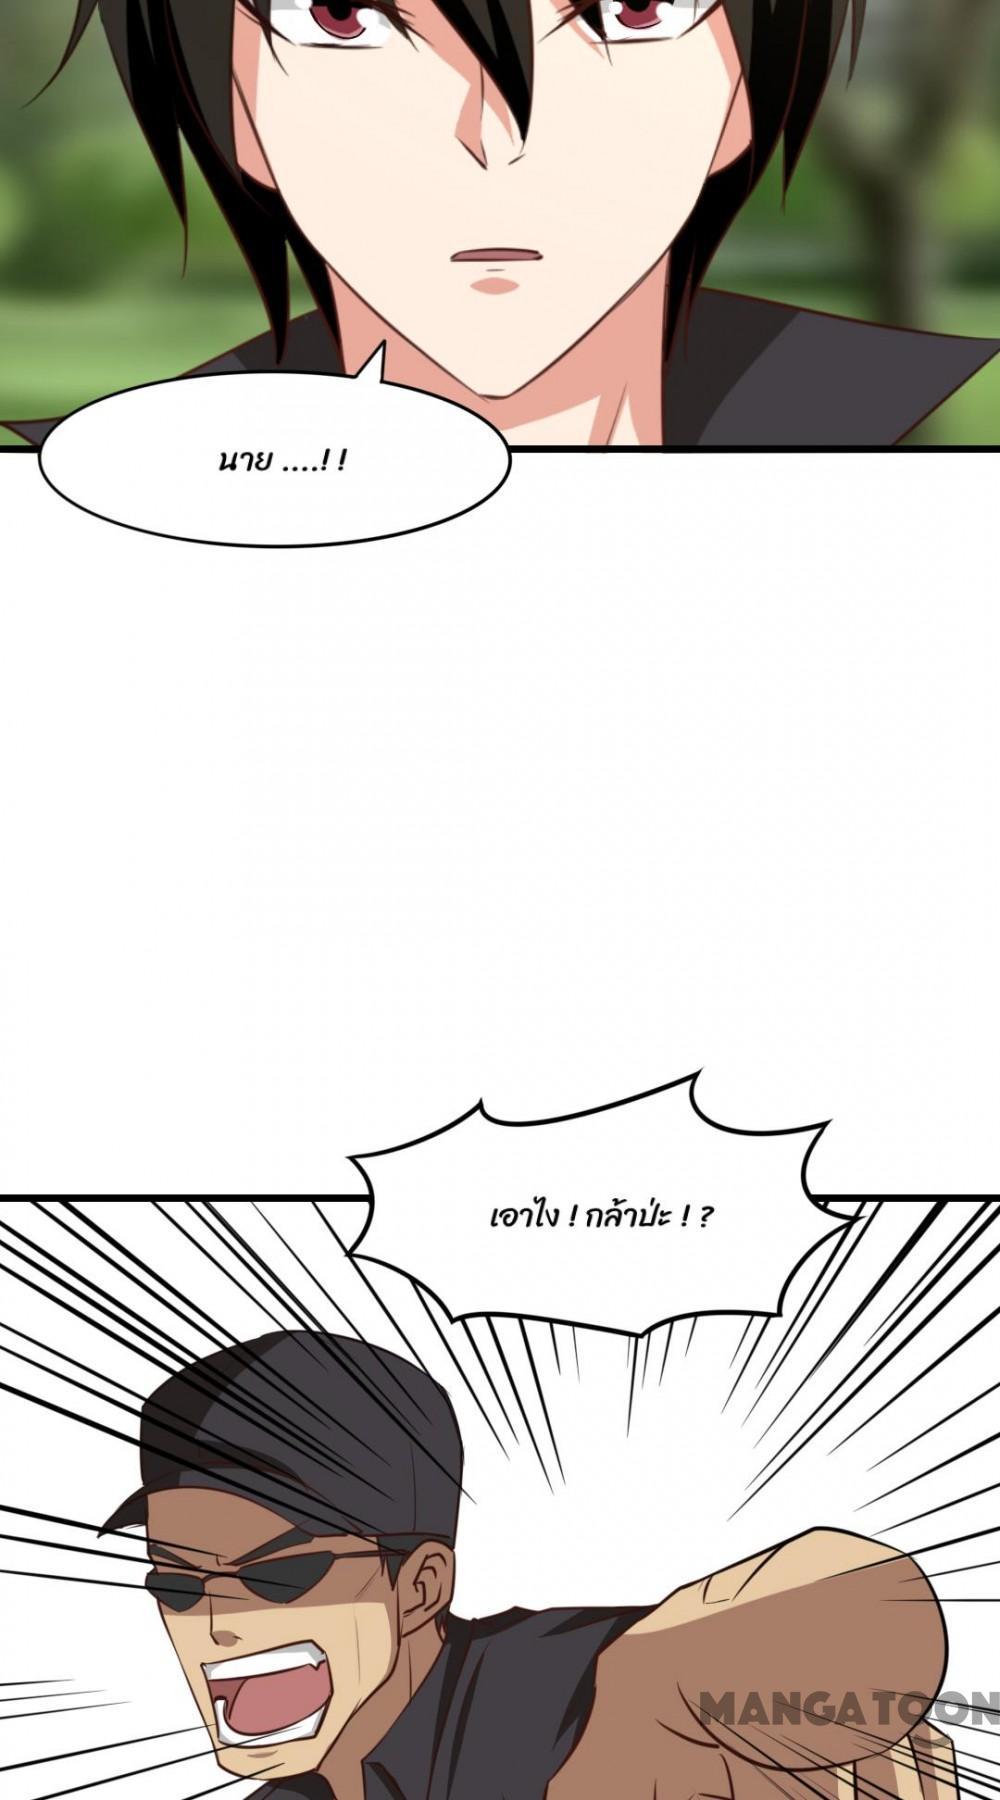 นาย ....! !
เอาไง ! กล้าป่ะ ! ?
MANGATOON